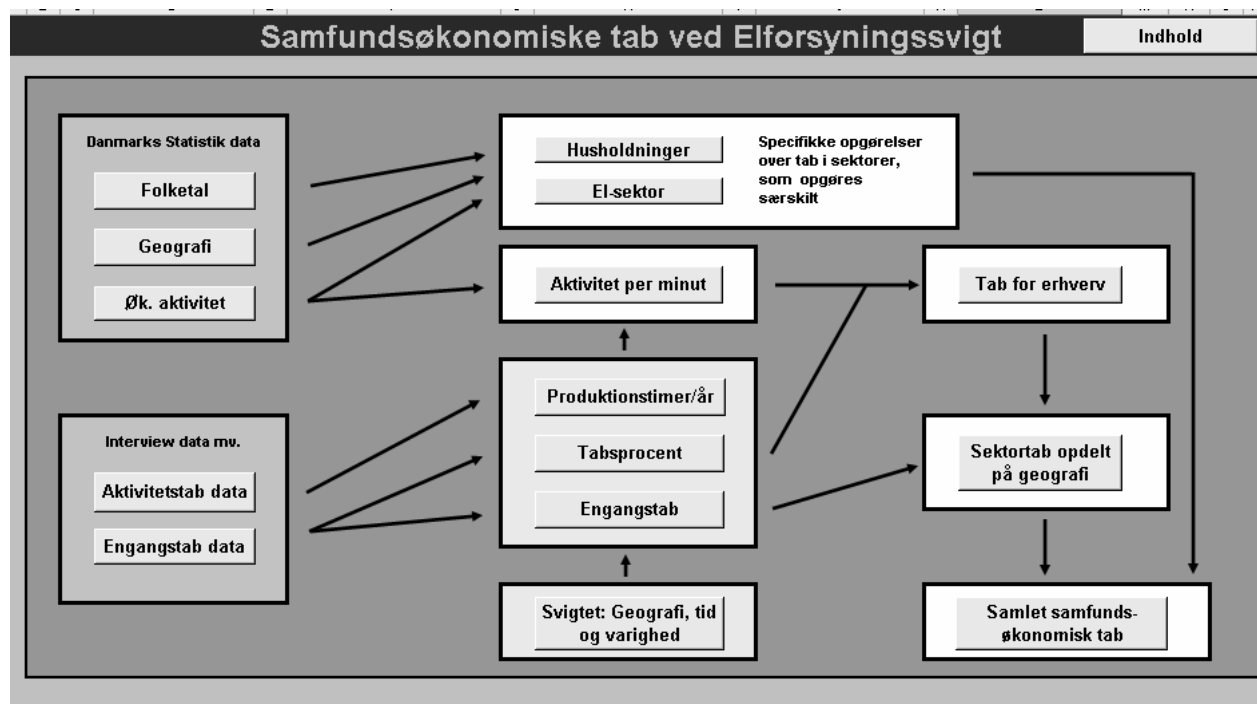 Samfundsøkonomiske tab ved Elforsyningssvigt
Indhold
Danmarks Statistik data
Folketal
Geografi
Øk. aktivitet
Husholdninger
El-sektor
Specifikke opgørelser
over tab i sektorer,
som opgøres
særskilt
Aktivitet per minut
Tab for erhverv
Interview data mv.
Aktivitetstab data
Engangstab data
Produktionstimer/år
Tabsprocent
Engangstab
Sektortab opdelt
på geografi
Svigtet: Geografi, tid
og varighed
Samlet samfunds-
økonomisk tab